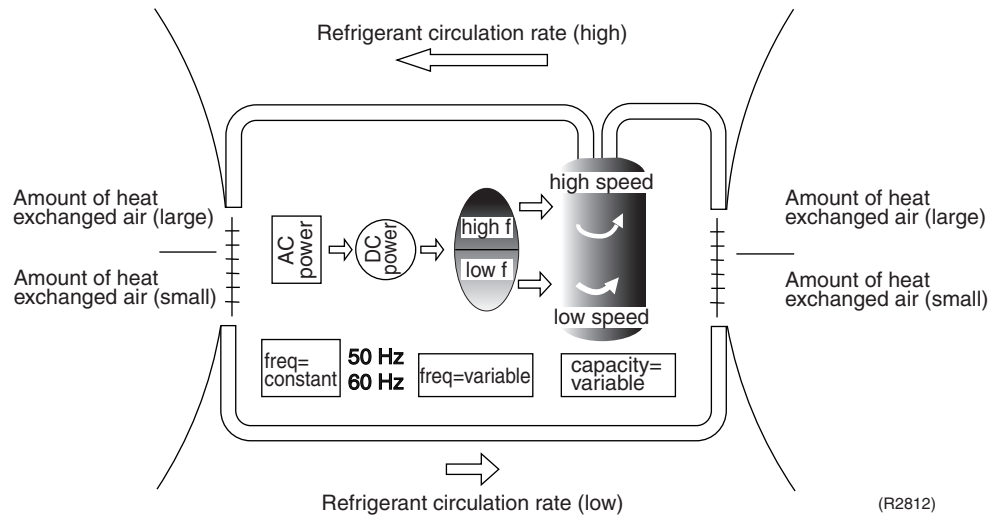 Refrigerant circulation rate (high)
Amount of heat
exchanged air (large)
Amount of heat
exchanged air (small)
AC
power
DC
power
high f
low f
high speed
low speed
Amount of heat
exchanged air (large)
Amount of heat
exchanged air (small)
freq=
constant
50 Hz
60 Hz
freq=variable
capacity=
variable
Refrigerant circulation rate (low)
(R2812)